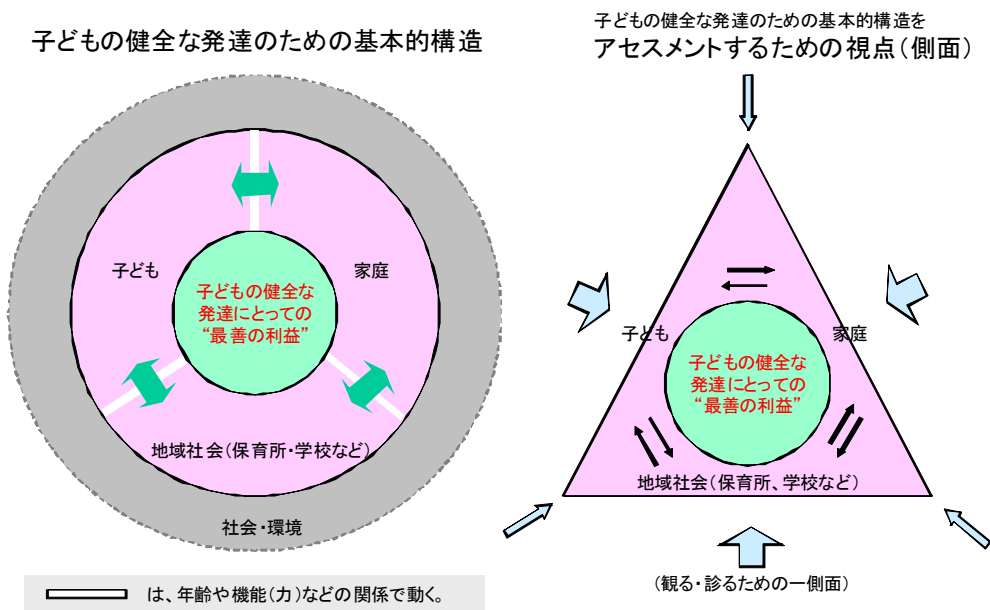 子どもの健全な発達のための基本的構造
子ども
家庭
子どもの健全な
発達にとっての
“最善の利益”
地域社会(保育所・学校など)
社会・環境
は、年齢や機能(力)などの関係で動く。
子どもの健全な発達のための基本的構造を
アセスメントするための視点(側面)
子ども
家庭
子どもの健全な
発達にとっての
“最善の利益”
地域社会(保育所、学校など)
(観る・診るための一側面)